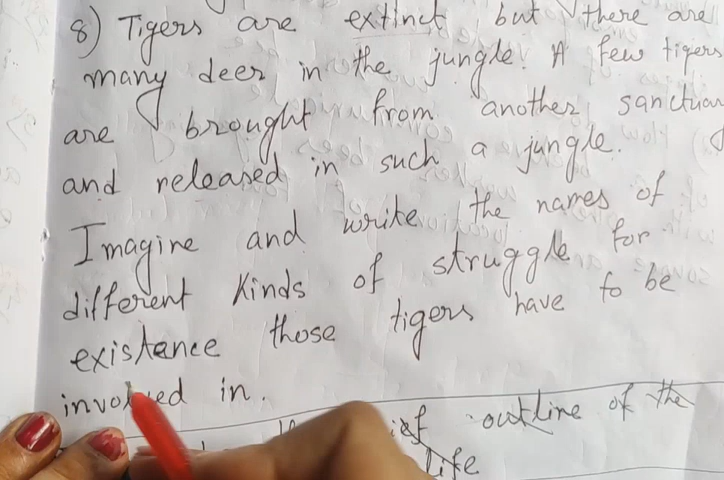 8) Tigers are extinct, but there are
many deer in the jungle. A few tigers
are brought from another sanctuary
and released in such a jungle.
Imagine and write the names of
different kinds of struggle for
existence those tigers have to be
involved in.
outline of the
life